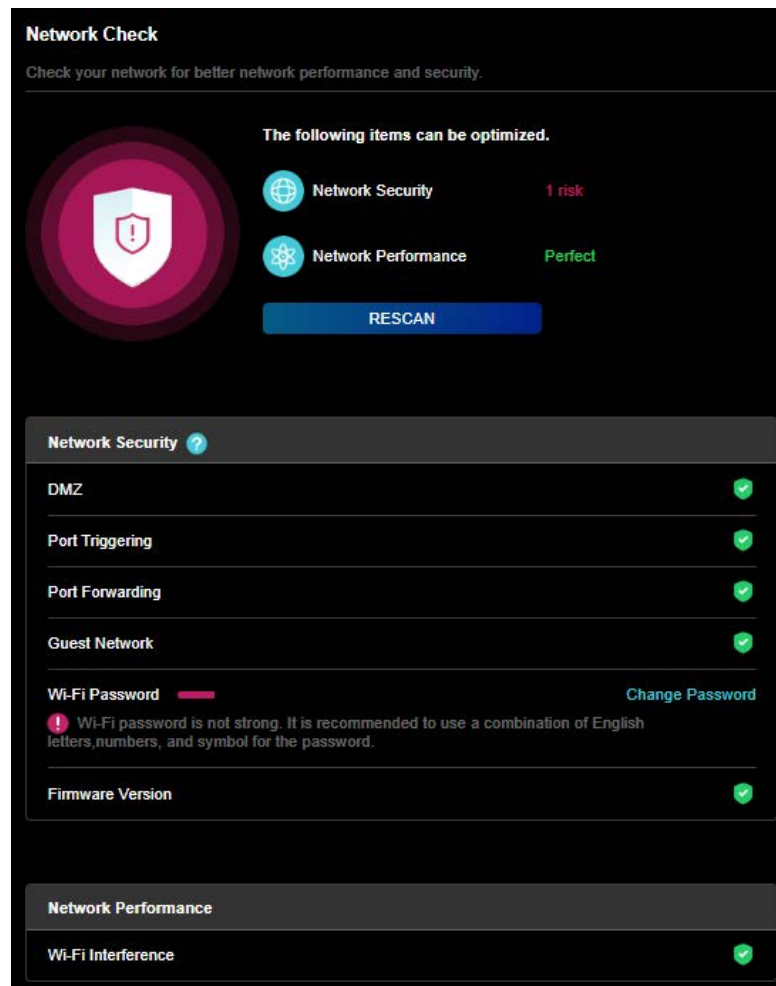 Network Check
Check your network for better network performance and security.
The following items can be optimized.
Network Security 1 risk
Network Performance Perfect
RESCAN
Network Security ?
DMZ
Port Triggering
Port Forwarding
Guest Network
Wi-Fi Password Change Password
! Wi-Fi password is not strong. It is recommended to use a combination of English
letters,numbers, and symbol for the password.
Firmware Version
Network Performance
Wi-Fi Interference